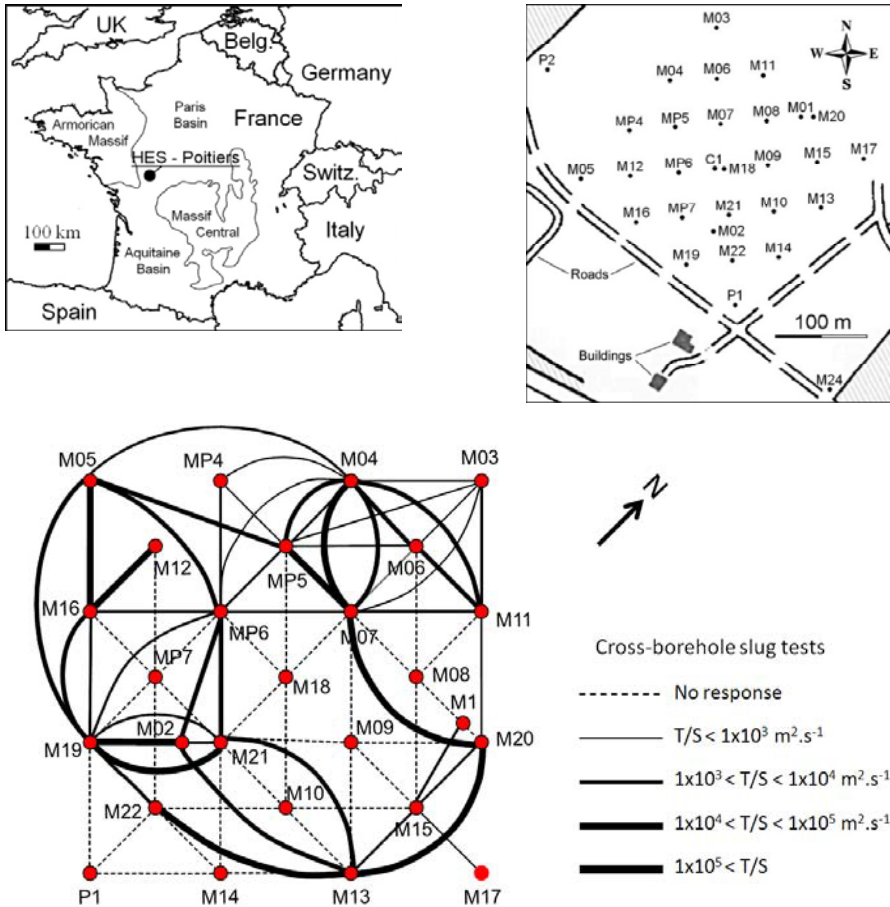 UK
Belg.
Germany
Paris
Basin
France
Armorican
Massif
HES - Poitiers
Switz.
Massif
Central
Italy
100 km
Aquitaine
Basin
Spain
M03
N
W E
S
P2
M04 M06 M11
MP4 MP5 M07 M08 M01 M20
M05 M12 MP6 C1 M18 M09 M15 M17
M16 MP7 M21 M10 M13
M02
M19 M22 M14
Roads
P1
100 m
Buildings
M24
M05 MP4 M04 M03
N
M12 MP5 M06
M16 MP6 M07 M11
MP7 M18 M08
M1
M19 M02 M21 M09 M20
M22 M10 M15
P1 M14 M13 M17
Cross-borehole slug tests
No response
T/S < 1x10³ m².s⁻¹
1x10³ < T/S < 1x10⁴ m².s⁻¹
1x10⁴ < T/S < 1x10⁵ m².s⁻¹
1x10⁵ < T/S